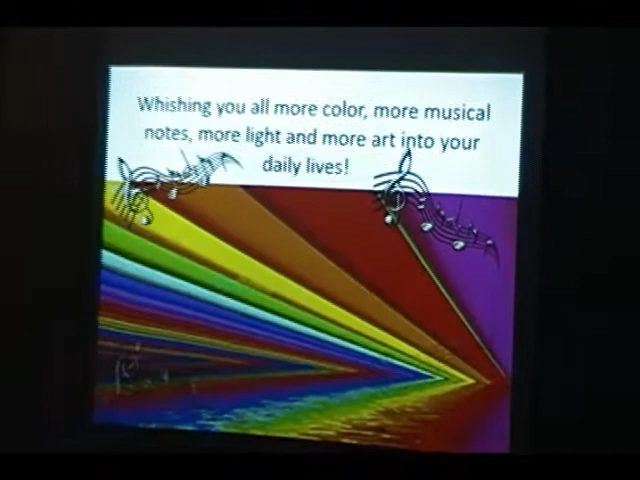 Whishing you all more color, more musical
notes, more light and more art into your
daily lives!